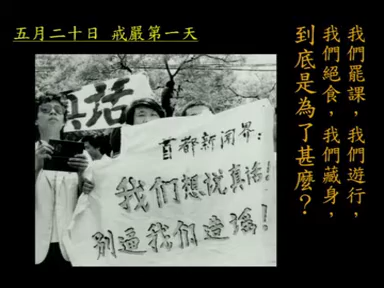 五月二十日 戒嚴第一天
我們罷課，我們遊行，
我們絕食，我們藏身，
到底是為了甚麼？
真话
首都新闻界：
我们想说真话！
别逼我们造谣！